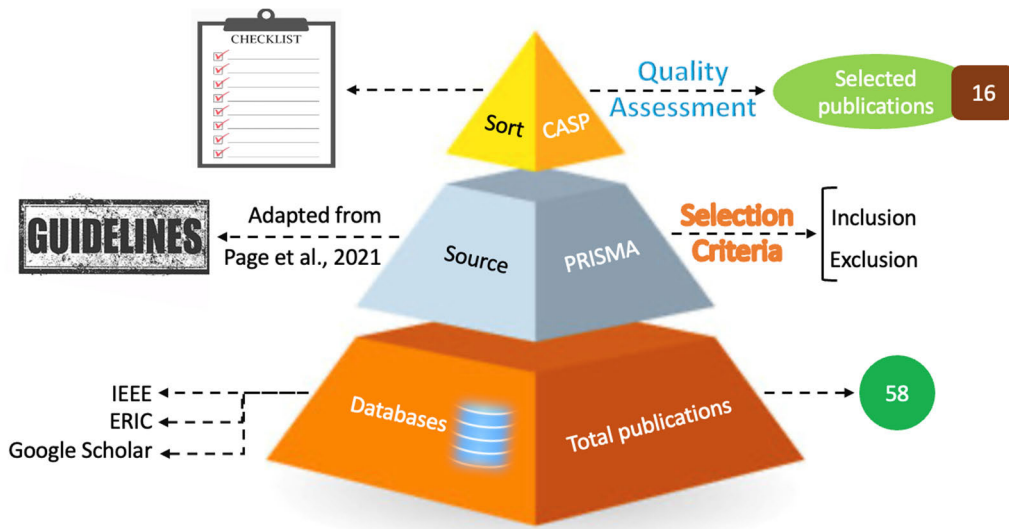 CHECKLIST
Sort
CASP
Quality
Assessment
Selected
publications
16
GUIDELINES
Adapted from
Page et al., 2021
Source
PRISMA
Selection
Criteria
Inclusion
Exclusion
IEEE
ERIC
Google Scholar
Databases
Total publications
58